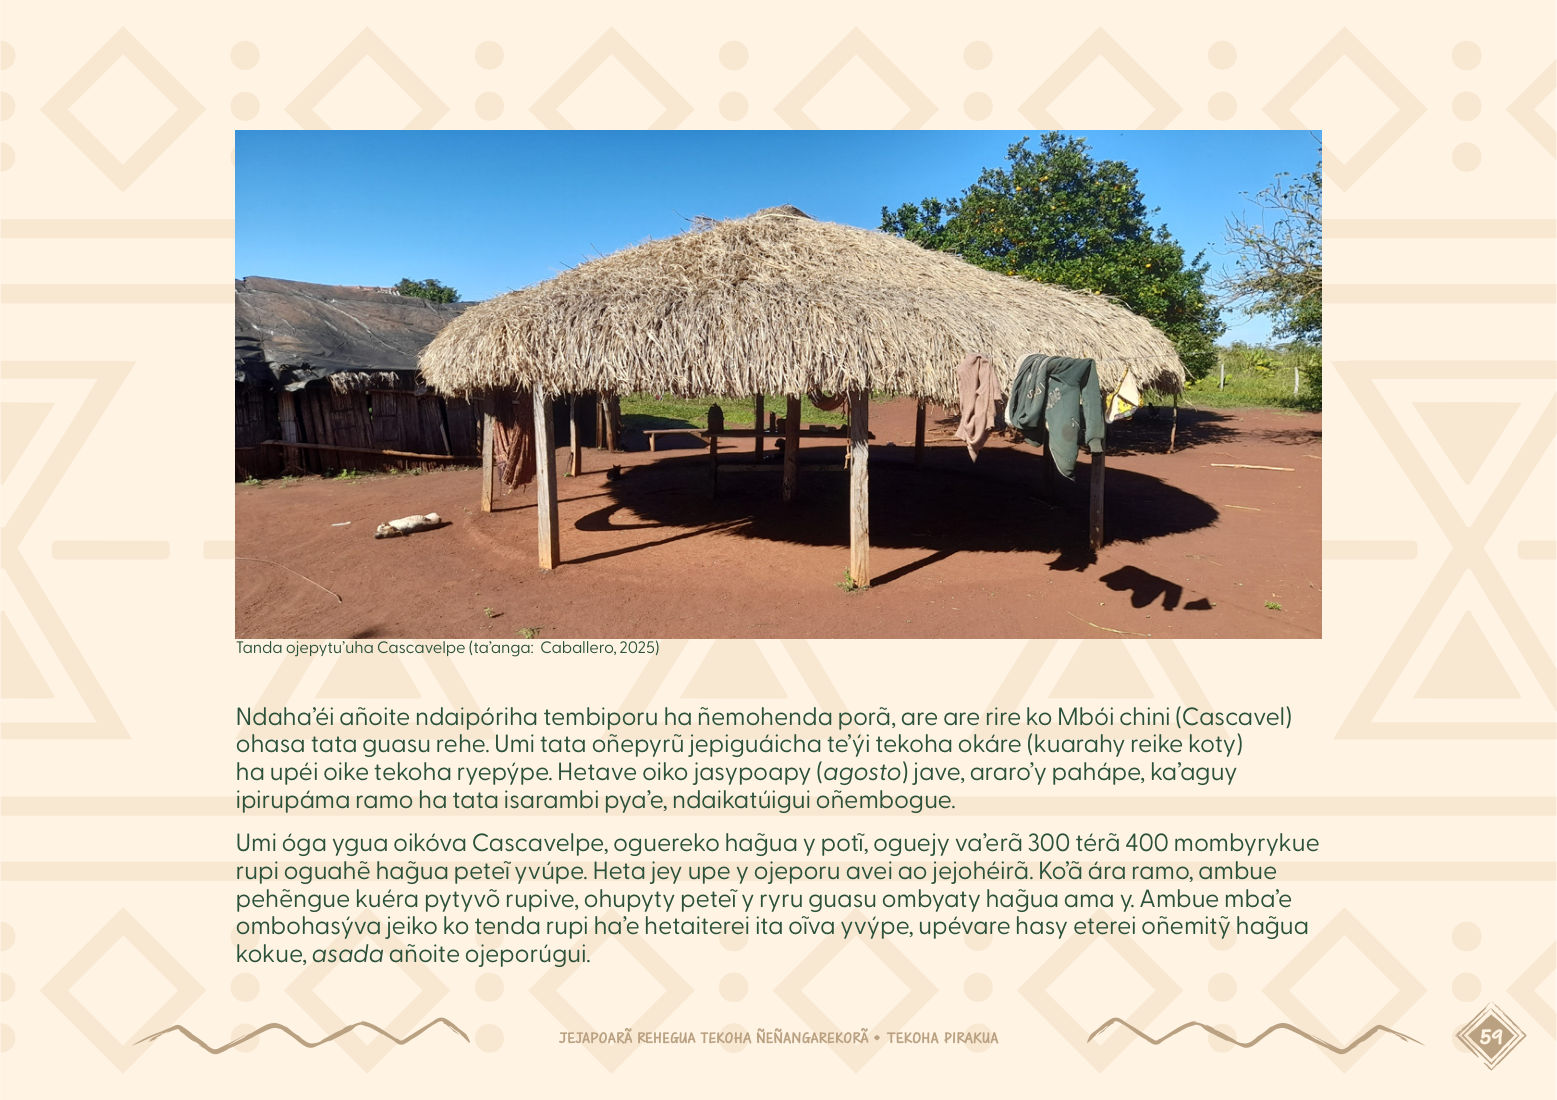 Tanda ojepytu’uha Cascavelpe (ta’anga: Caballero, 2025)
Ndaha’éi añoite ndaipóriha tembiporu ha ñemohenda porã, are are rire ko Mbói chini (Cascavel)
ohasa tata guasu rehe. Umi tata oñepyrũ jepiguáicha te’ýi tekoha okáre (kuarahy reike koty)
ha upéi oike tekoha ryepýpe. Hetave oiko jasypoapy (agosto) jave, araro’y pahápe, ka’aguy
ipirupáma ramo ha tata isarambi pya’e, ndaikatúigui oñembogue.
Umi óga ygua oikóva Cascavelpe, oguereko hag̃ua y potĩ, oguejy va’erã 300 térã 400 mombyrykue
rupi oguahẽ hag̃ua peteĩ yvúpe. Heta jey upe y ojeporu avei ao jejohéirã. Ko’ã ára ramo, ambue
pehẽngue kuéra pytyvõ rupive, ohupyty peteĩ y ryru guasu ombyaty hag̃ua ama y. Ambue mba’e
ombohasýva jeiko ko tenda rupi ha’e hetaiterei ita oĩva yvýpe, upévare hasy eterei oñemitỹ hag̃ua
kokue, asada añoite ojeporúgui.
JEJAPOARÃ REHEGUA TEKOHA ÑEÑANGAREKORÃ • TEKOHA PIRAKUA
59